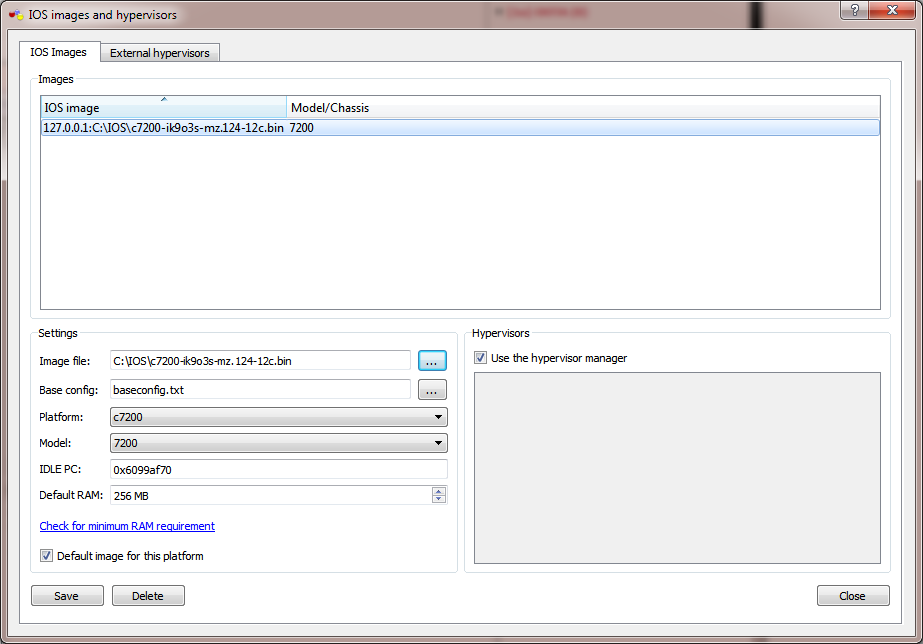 IOS images and hypervisors
?
IOS Images
External hypervisors
Images
IOS image
Model/Chassis
127.0.0.1:C:\IOS\c7200-ik9o3s-mz.124-12c.bin 7200
Settings
Image file:
C:\IOS\c7200-ik9o3s-mz.124-12c.bin
...
Base config:
baseconfig.txt
...
Platform:
c7200
Model:
7200
IDLE PC:
0x6099af70
Default RAM:
256 MB
Check for minimum RAM requirement
Default image for this platform
Hypervisors
Use the hypervisor manager
Save
Delete
Close